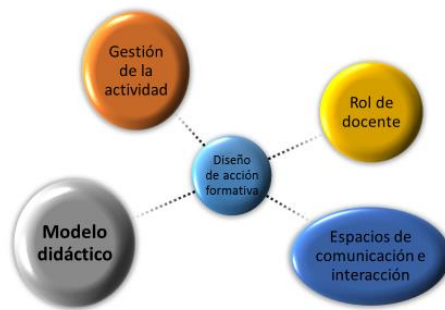 Gestión
de la
actividad
Rol de
docente
Diseño
de acción
formativa
Modelo
didáctico
Espacios de
comunicación e
interacción